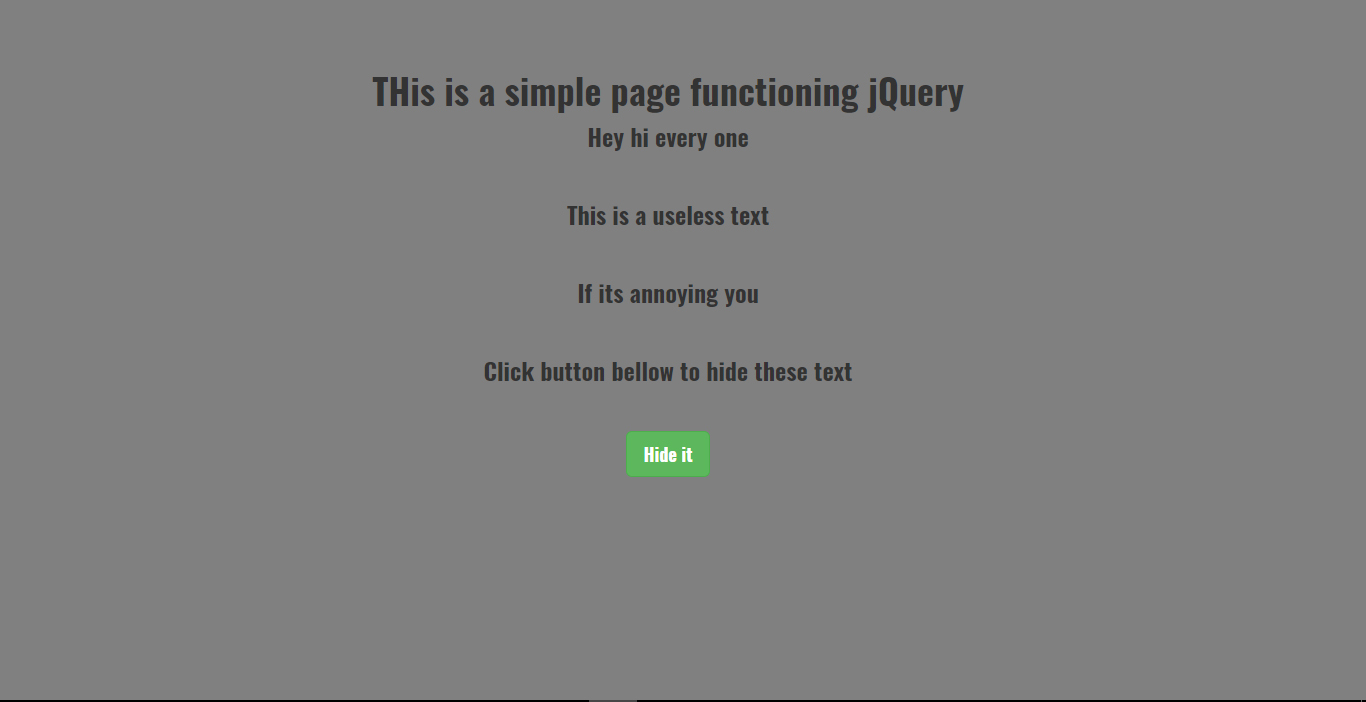 THis is a simple page functioning jQuery
Hey hi every one
This is a useless text
If its annoying you
Click button bellow to hide these text
Hide it